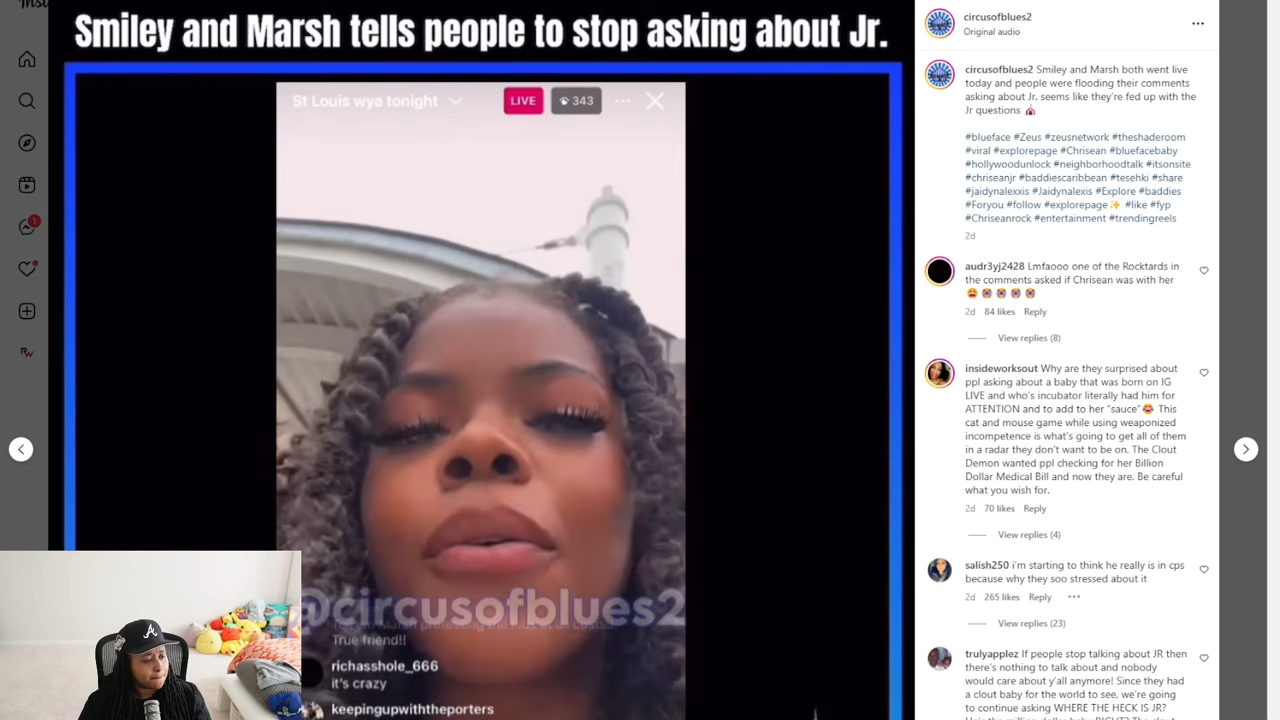 Smiley and Marsh tells people to stop asking about Jr.
St Louis wya tonight
LIVE
343
@circusofblues2
True friend!!
richasshole_666
it's crazy
keepingupwiththeporters
circusofblues2
Original audio
circusofblues2 Smiley and Marsh both went live
today and people were flooding their comments
asking about Jr. seems like they're fed up with the
Jr questions 🎪
#blueface #Zeus #zeusnetwork #theshaderoom
#viral #explorepage #Chrisean #bluefacebaby
#hollywoodunlock #neighborhoodtalk #itsonsite
#chriseanjr #baddiescaribbean #tesehki #share
#jaidynalexxis #Jaidynalexis #Explore #baddies
#Foryou #follow #explorepage✨ #like #fyp
#Chriseanrock #entertainment #trendingreels
2d
audr3yj2428 Lmfaooo one of the Rocktards in
the comments asked if Chrisean was with her
2d 84 likes Reply
View replies (8)
insideworksout Why are they surprised about
ppl asking about a baby that was born on IG
LIVE and who's incubator literally had him for
ATTENTION and to add to her "sauce"😂 This
cat and mouse game while using weaponized
incompetence is what's going to get all of them
in a radar they don't want to be on. The Clout
Demon wanted ppl checking for her Billion
Dollar Medical Bill and now they are. Be careful
what you wish for.
2d 70 likes Reply
View replies (4)
salish250 i'm starting to think he really is in cps
because why they soo stressed about it
2d 265 likes Reply
View replies (23)
trulyapplez If people stop talking about JR then
there's nothing to talk about and nobody
would care about y'all anymore! Since they had
a clout baby for the world to see, we're going
to continue asking WHERE THE HECK IS JR?
1
RW
A